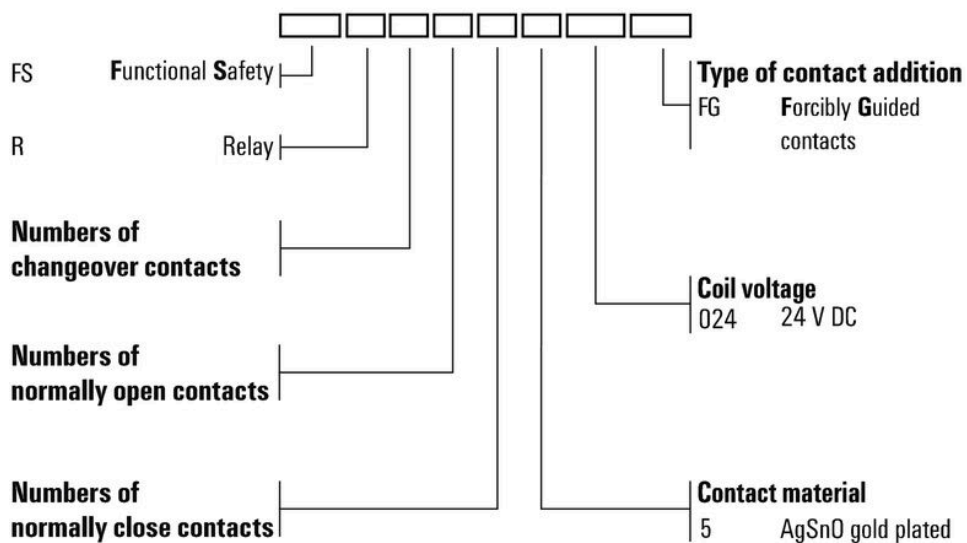 FS Functional Safety
R Relay
Numbers of
changeover contacts
Numbers of
normally open contacts
Numbers of
normally close contacts
Type of contact addition
FG Forcibly Guided
contacts
Coil voltage
024 24 V DC
Contact material
5 AgSnO gold plated